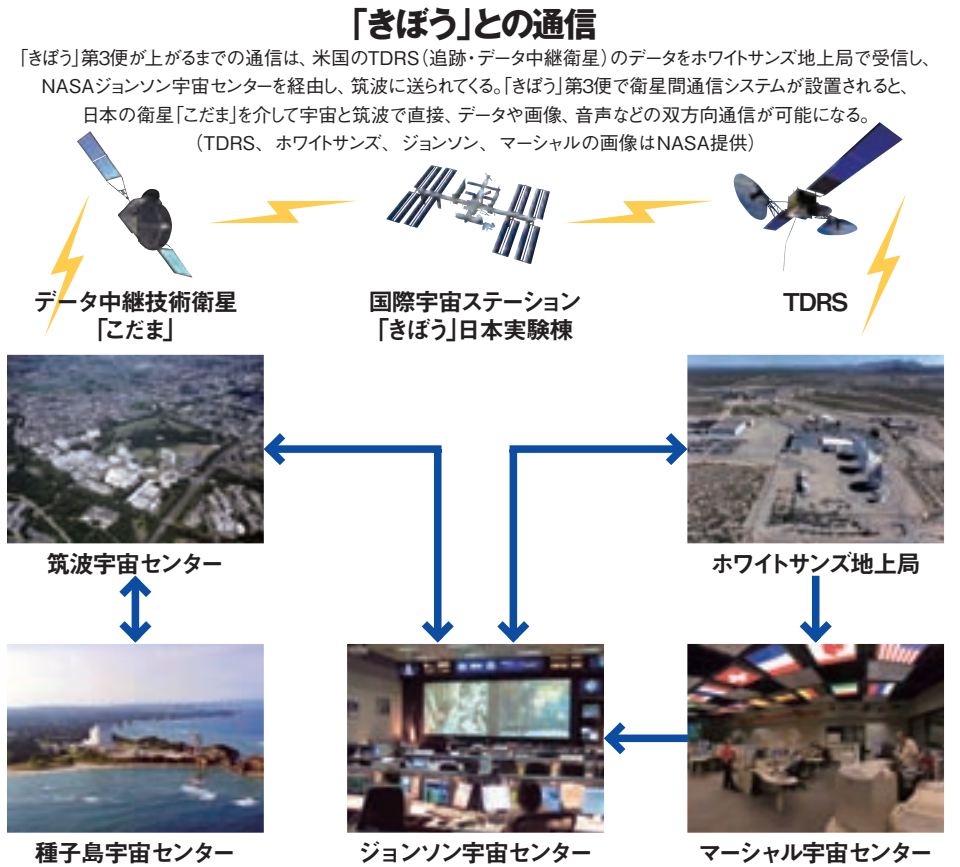 「きぼう」との通信
「きぼう」第3便が上がるまでの通信は、米国のTDRS（追跡・データ中継衛星）のデータをホワイトサンズ地上局で受信し、
NASAジョンソン宇宙センターを経由し、筑波に送られてくる。「きぼう」第3便で衛星間通信システムが設置されると、
日本の衛星「こだま」を介して宇宙と筑波で直接、データや画像、音声などの双方向通信が可能になる。
（TDRS、ホワイトサンズ、ジョンソン、マーシャルの画像はNASA提供）
データ中継技術衛星
「こだま」
国際宇宙ステーション
「きぼう」日本実験棟
TDRS
筑波宇宙センター
ホワイトサンズ地上局
種子島宇宙センター
ジョンソン宇宙センター
マーシャル宇宙センター